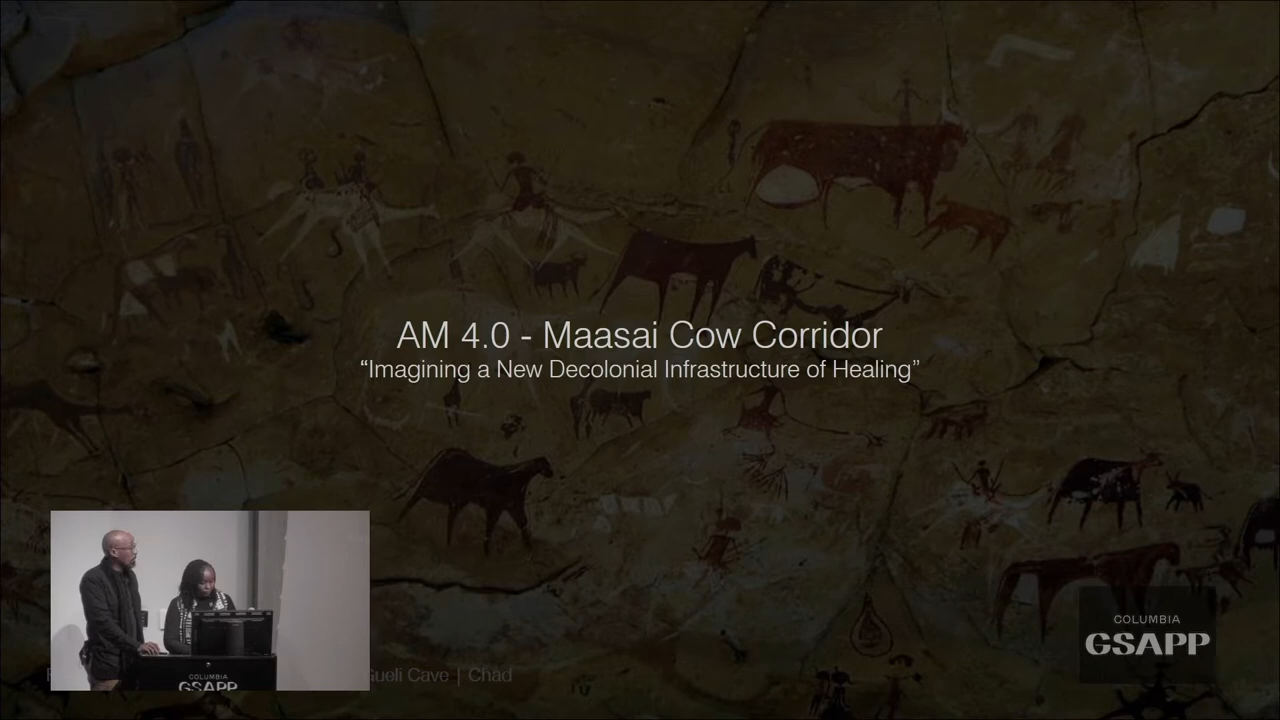 AM 4.0 - Maasai Cow Corridor
“Imagining a New Decolonial Infrastructure of Healing”
COLUMBIA
GSAPP
Gueli Cave | Chad
COLUMBIA
GSAPP